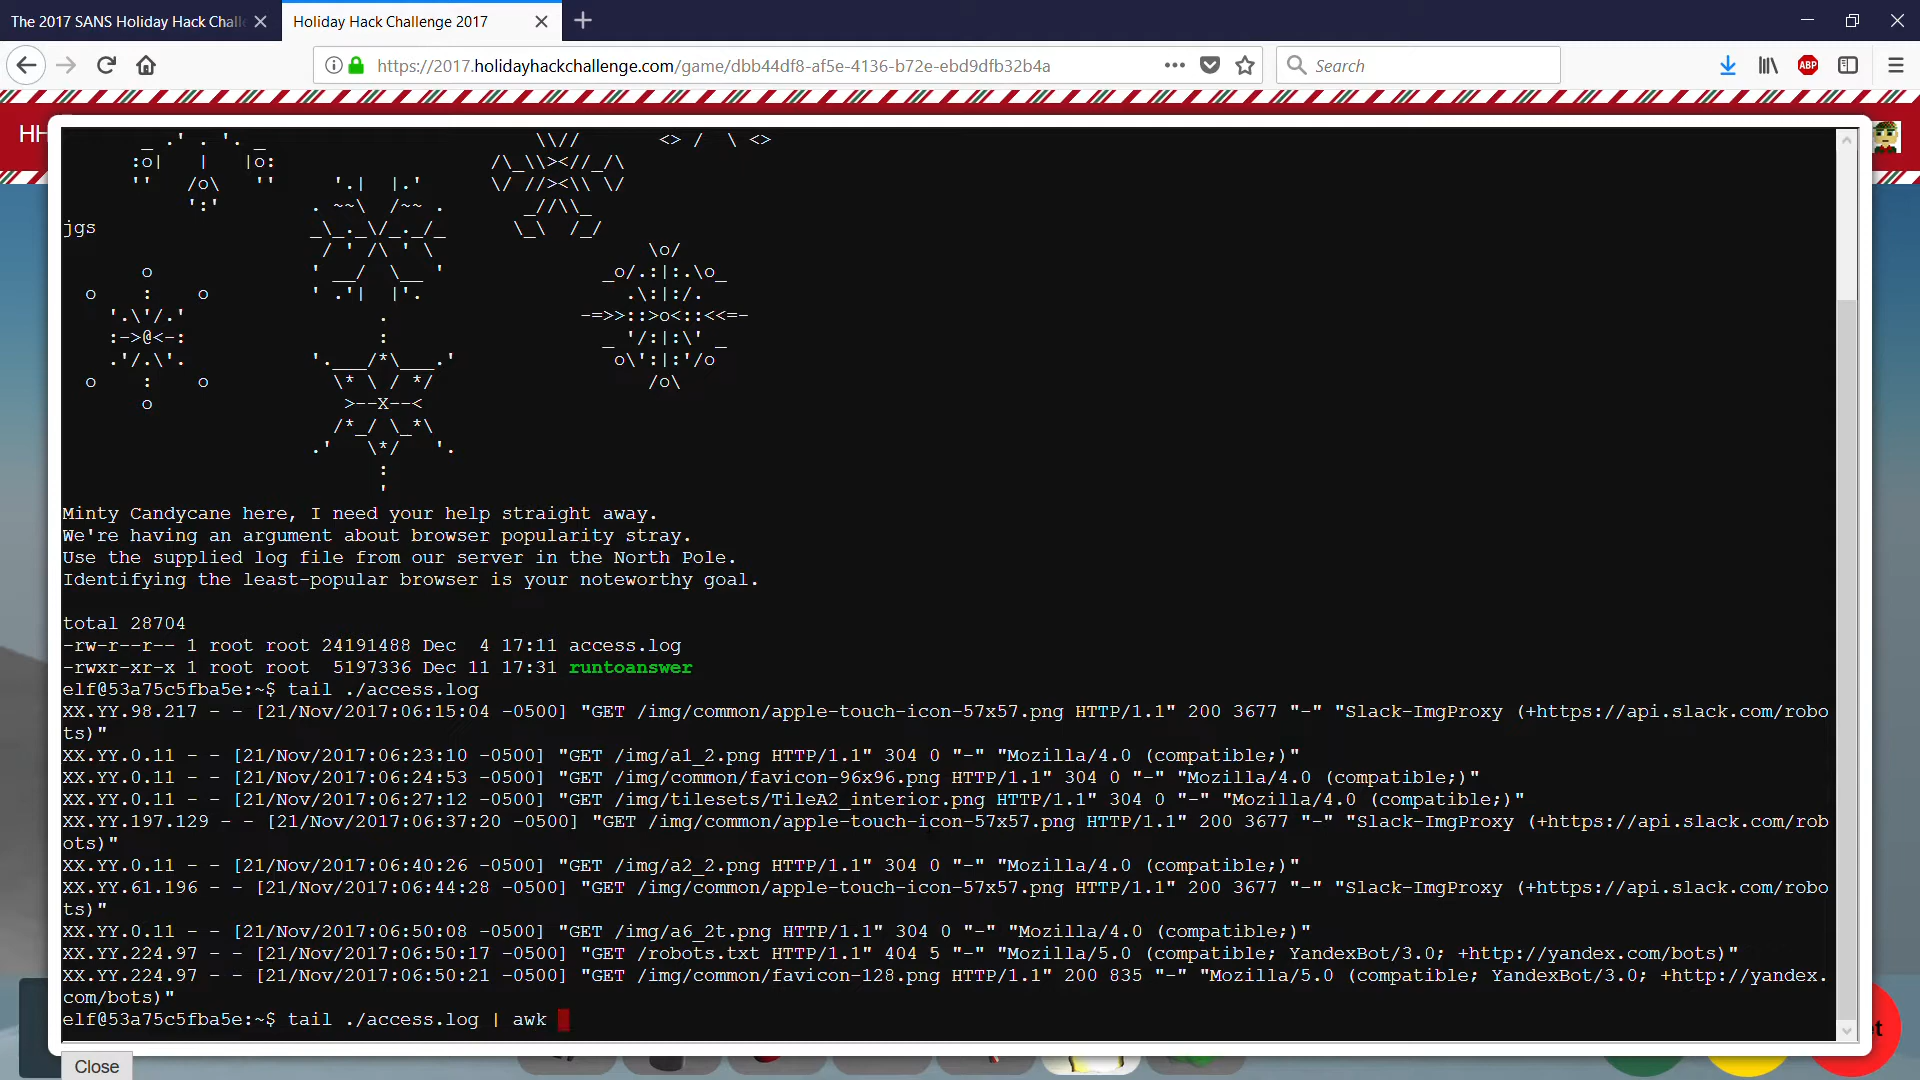 The 2017 SANS Holiday Hack Chall
Holiday Hack Challenge 2017
https://2017.holidayhackchallenge.com/game/dbb44df8-af5e-4136-b72e-ebd9dfb32b4a
Search
ABP
HH
jgs
Minty Candycane here, I need your help straight away.
We're having an argument about browser popularity stray.
Use the supplied log file from our server in the North Pole.
Identifying the least-popular browser is your noteworthy goal.
total 28704
-rw-r--r-- 1 root root 24191488 Dec  4 17:11 access.log
-rwxr-xr-x 1 root root  5197336 Dec 11 17:31 runtoanswer
elf@53a75c5fba5e:~$ tail ./access.log
XX.YY.98.217 - - [21/Nov/2017:06:15:04 -0500] "GET /img/common/apple-touch-icon-57x57.png HTTP/1.1" 200 3677 "-" "Slack-ImgProxy (+https://api.slack.com/robo
ts)"
XX.YY.0.11 - - [21/Nov/2017:06:23:10 -0500] "GET /img/a1_2.png HTTP/1.1" 304 0 "-" "Mozilla/4.0 (compatible;)"
XX.YY.0.11 - - [21/Nov/2017:06:24:53 -0500] "GET /img/common/favicon-96x96.png HTTP/1.1" 304 0 "-" "Mozilla/4.0 (compatible;)"
XX.YY.0.11 - - [21/Nov/2017:06:27:12 -0500] "GET /img/tilesets/TileA2_interior.png HTTP/1.1" 304 0 "-" "Mozilla/4.0 (compatible;)"
XX.YY.197.129 - - [21/Nov/2017:06:37:20 -0500] "GET /img/common/apple-touch-icon-57x57.png HTTP/1.1" 200 3677 "-" "Slack-ImgProxy (+https://api.slack.com/rob
ots)"
XX.YY.0.11 - - [21/Nov/2017:06:40:26 -0500] "GET /img/a2_2.png HTTP/1.1" 304 0 "-" "Mozilla/4.0 (compatible;)"
XX.YY.61.196 - - [21/Nov/2017:06:44:28 -0500] "GET /img/common/apple-touch-icon-57x57.png HTTP/1.1" 200 3677 "-" "Slack-ImgProxy (+https://api.slack.com/robo
ts)"
XX.YY.0.11 - - [21/Nov/2017:06:50:08 -0500] "GET /img/a6_2t.png HTTP/1.1" 304 0 "-" "Mozilla/4.0 (compatible;)"
XX.YY.224.97 - - [21/Nov/2017:06:50:17 -0500] "GET /robots.txt HTTP/1.1" 404 5 "-" "Mozilla/5.0 (compatible; YandexBot/3.0; +http://yandex.com/bots)"
XX.YY.224.97 - - [21/Nov/2017:06:50:21 -0500] "GET /img/common/favicon-128.png HTTP/1.1" 200 835 "-" "Mozilla/5.0 (compatible; YandexBot/3.0; +http://yandex.
com/bots)"
elf@53a75c5fba5e:~$ tail ./access.log | awk
Close